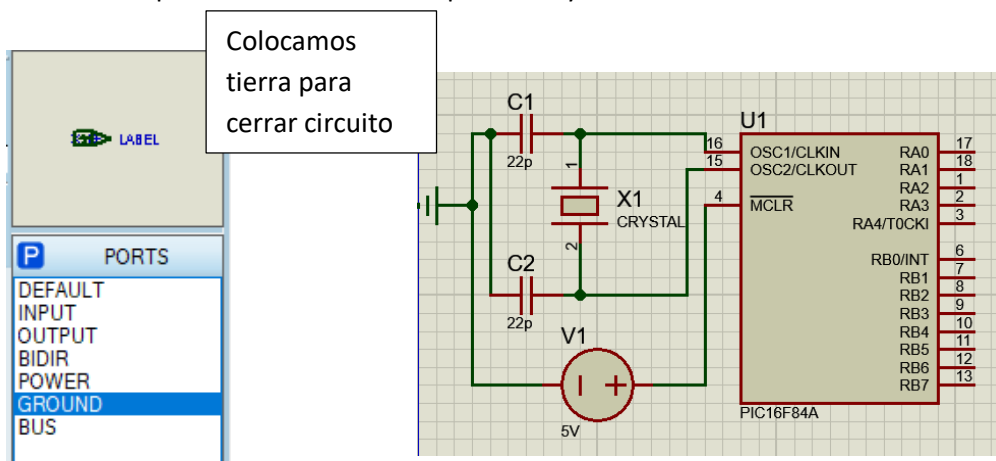 Colocamos
tierra para
cerrar circuito
LABEL
P PORTS
DEFAULT
INPUT
OUTPUT
BIDIR
POWER
GROUND
BUS
C1
22p
1
X1
CRYSTAL
2
C2
22p
V1
5V
U1
16 OSC1/CLKIN
15 OSC2/CLKOUT
4 MCLR
RA0 17
RA1 18
RA2 1
RA3 2
RA4/T0CKI 3
RB0/INT 6
RB1 7
RB2 8
RB3 9
RB4 10
RB5 11
RB6 12
RB7 13
PIC16F84A